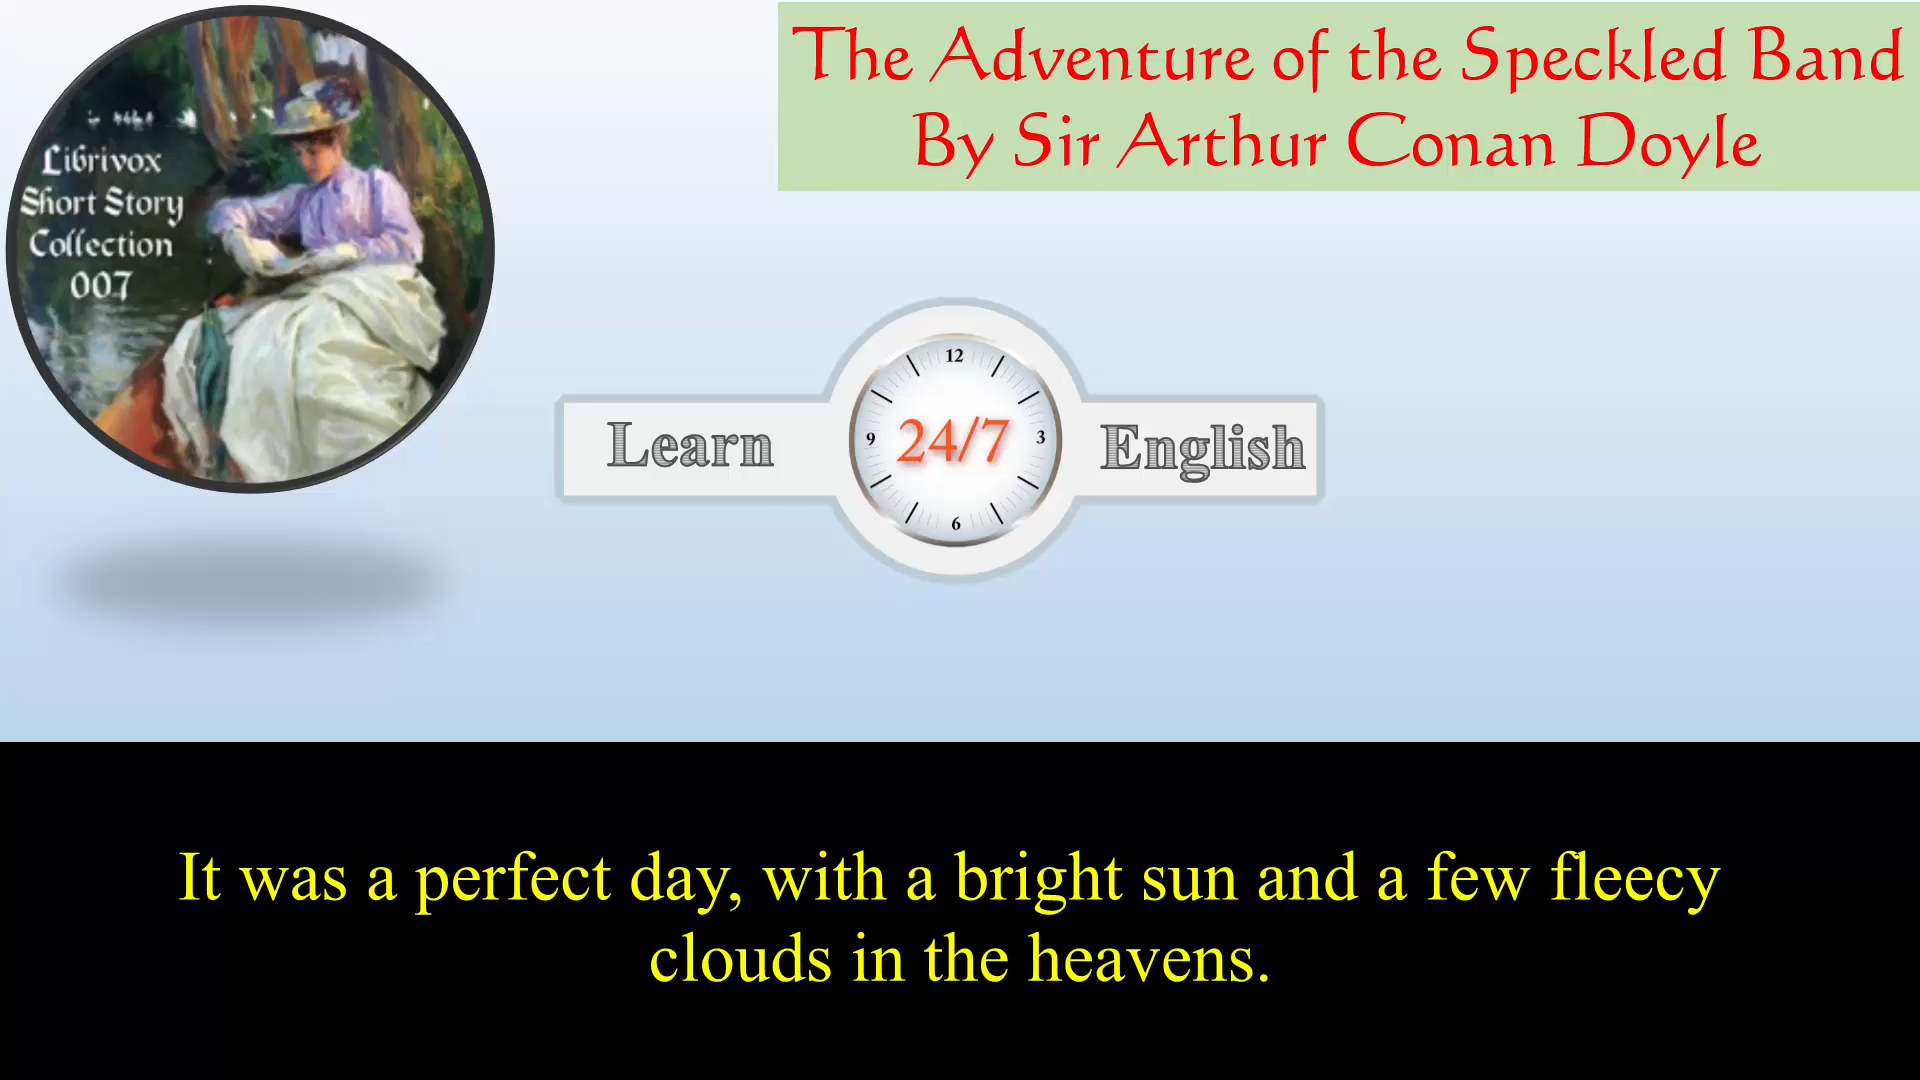 The Adventure of the Speckled Band
By Sir Arthur Conan Doyle
Librivox
Short Story
Collection
007
Learn
24/7
English
12
3
6
9
It was a perfect day, with a bright sun and a few fleecy
clouds in the heavens.